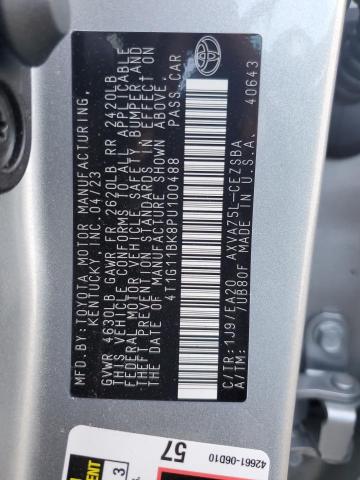 MFD.BY:TOYOTA MOTOR MANUFACTURING,
KENTUCKY, INC. 04/23
GVWR 4630LB GAWR FR 2620LB RR 2420LB
THIS VEHICLE CONFORMS TO ALL APPLICABLE
FEDERAL MOTOR VEHICLE SAFETY, BUMPER, AND
THEFT PREVENTION STANDARDS IN EFFECT ON
THE DATE OF MANUFACTURE SHOWN ABOVE.
4T1G11BK8PU100488 PASS.CAR
C/TR:1J9/EA20 AXVA75L-CEZSBA
A/TM: /UB80F MADE IN U.S.A.
40643
57
42661-06D10
ENT
3